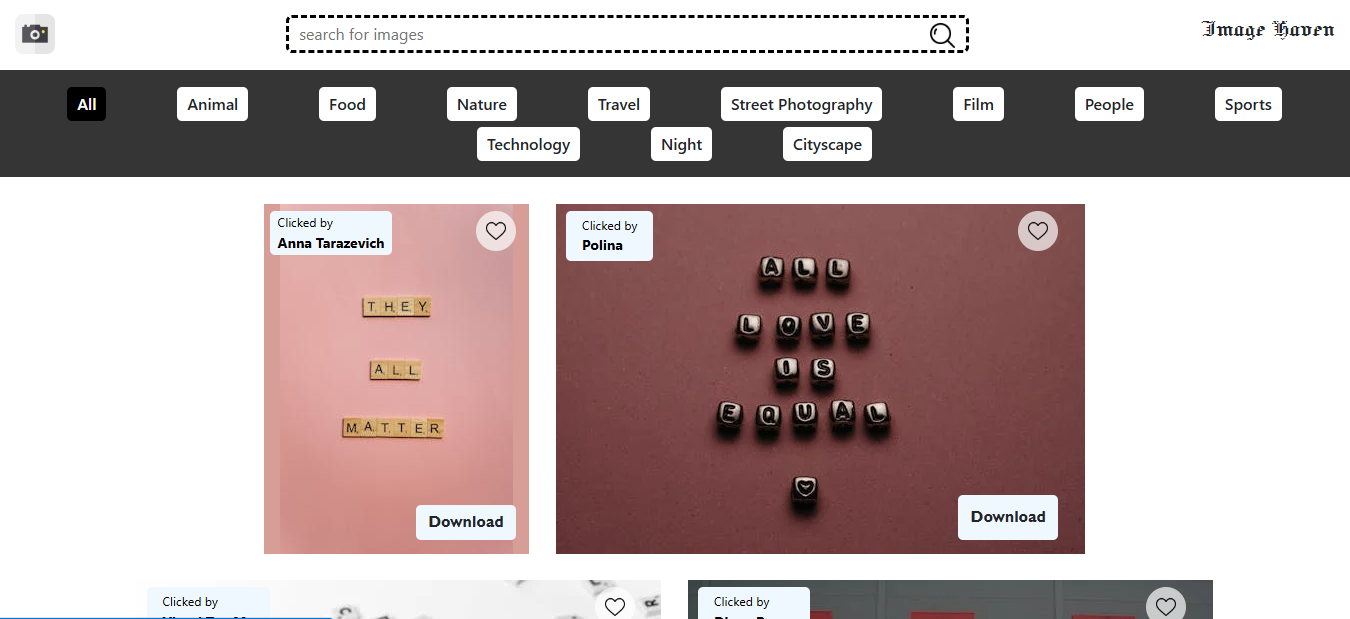 search for images
Image Haven
All Animal Food Nature Travel Street Photography Film People Sports
Technology Night Cityscape
Clicked by
Anna Tarazevich
THEY
ALL
MATTER
Download
Clicked by
Polina
ALL
LOVE
IS
EQUAL
Download
Clicked by
Clicked by